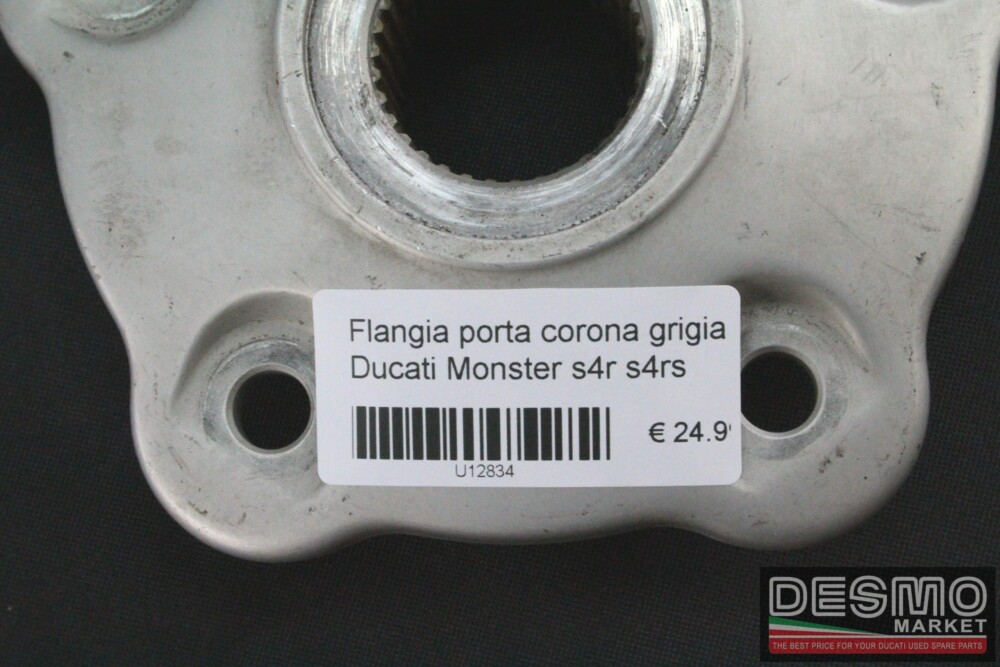 Flangia porta corona grigia
Ducati Monster s4r s4rs
€ 24.9
U12834
DESMO
MARKET
THE BEST PRICE FOR YOUR DUCATI USED SPARE PARTS